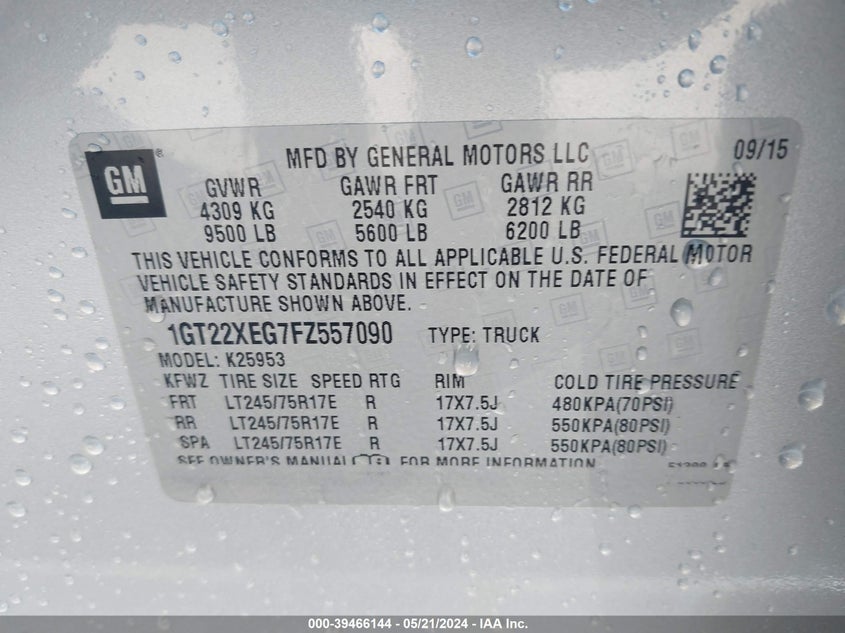 GM ®
MFD BY GENERAL MOTORS LLC 09/15
GVWR GAWR FRT GAWR RR
4309 KG 2540 KG 2812 KG
9500 LB 5600 LB 6200 LB
THIS VEHICLE CONFORMS TO ALL APPLICABLE U.S. FEDERAL MOTOR
VEHICLE SAFETY STANDARDS IN EFFECT ON THE DATE OF
MANUFACTURE SHOWN ABOVE.
1GT22XEG7FZ557090 TYPE: TRUCK
MODEL: K25953
KFWZ TIRE SIZE SPEED RTG RIM COLD TIRE PRESSURE
FRT LT245/75R17E R 17X7.5J 480KPA(70PSI)
RR LT245/75R17E R 17X7.5J 550KPA(80PSI)
SPA LT245/75R17E R 17X7.5J 550KPA(80PSI)
SEE OWNER'S MANUAL FOR MORE INFORMATION
000-39466144 - 05/21/2024 - IAA Inc.